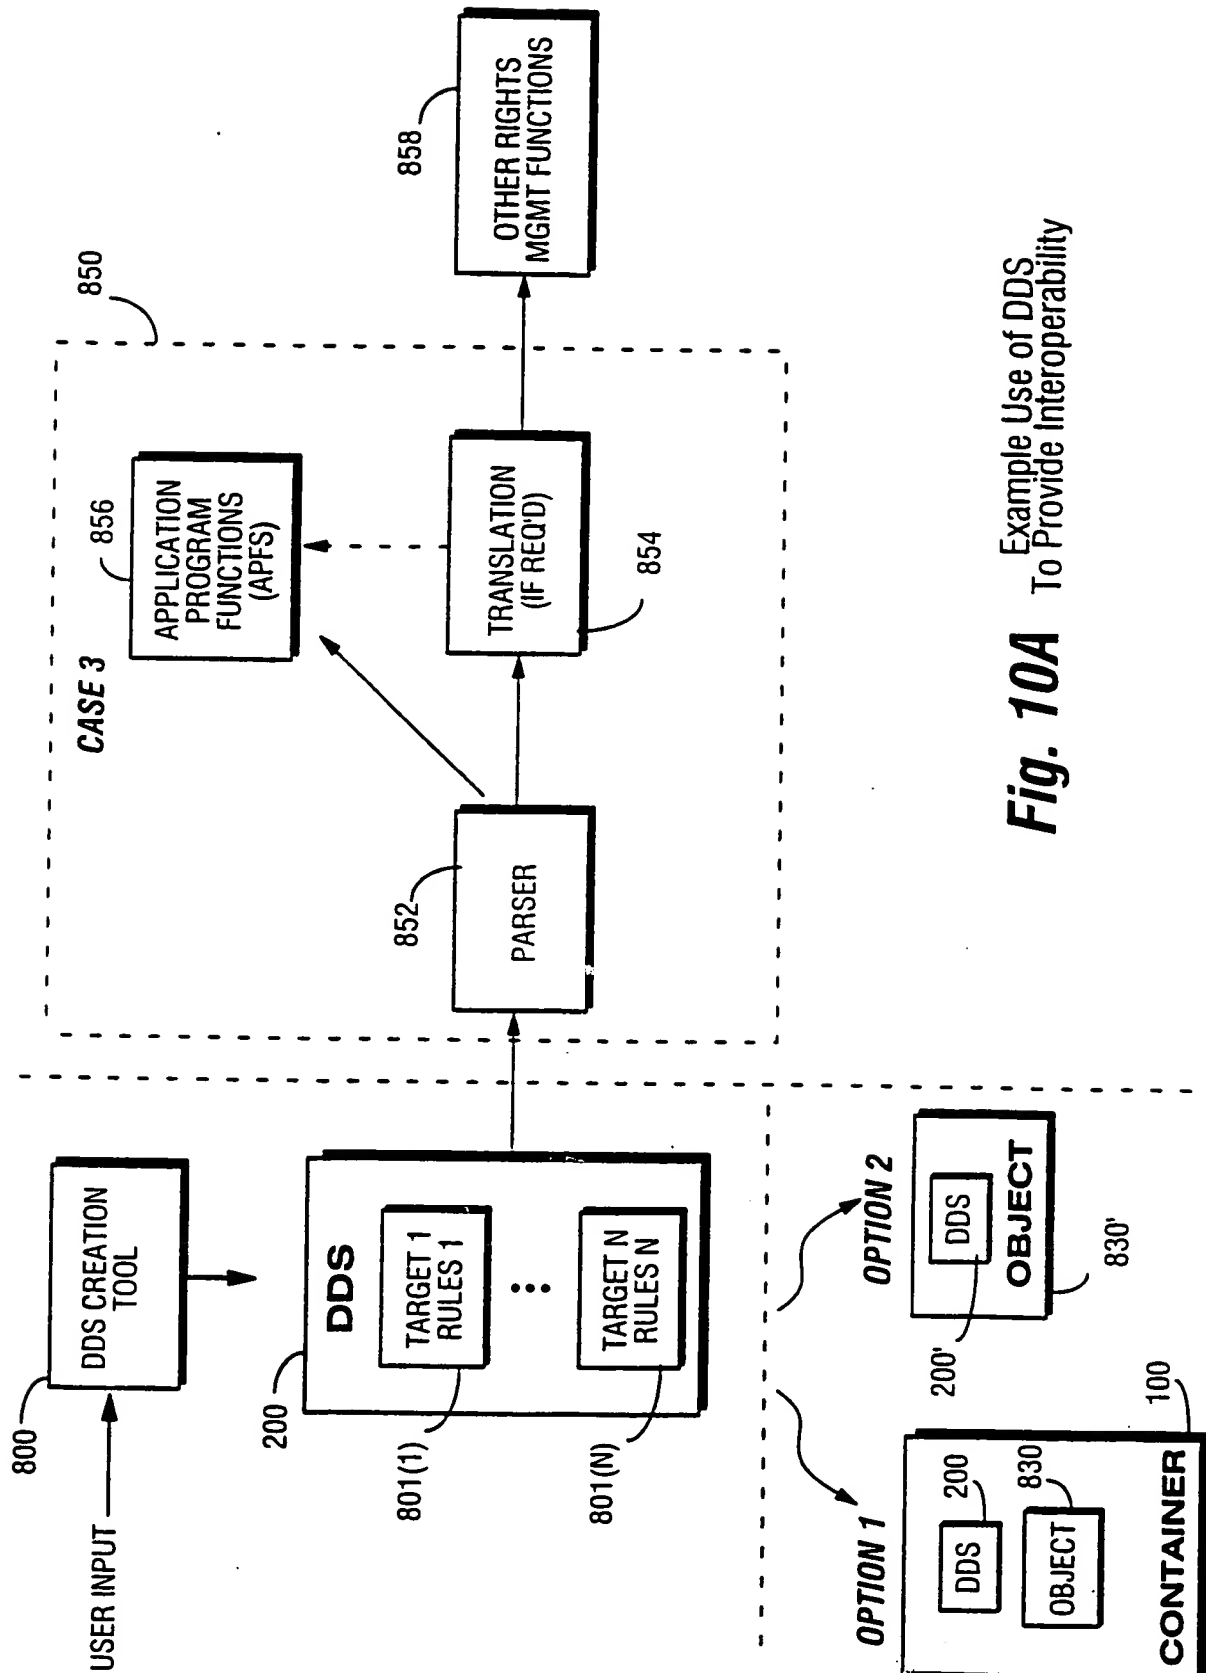 USER INPUT
800
DDS CREATION
TOOL
200
DDS
TARGET 1
RULES 1
801(1)
•••
TARGET N
RULES N
801(N)
OPTION 1
200
DDS
830
OBJECT
CONTAINER
100
OPTION 2
DDS
200'
OBJECT
830'
850
CASE 3
852
PARSER
856
APPLICATION
PROGRAM
FUNCTIONS
(APFS)
TRANSLATION
(IF REQ'D)
854
858
OTHER RIGHTS
MGMT FUNCTIONS
Fig. 10A
Example Use of DDS
To Provide Interoperability